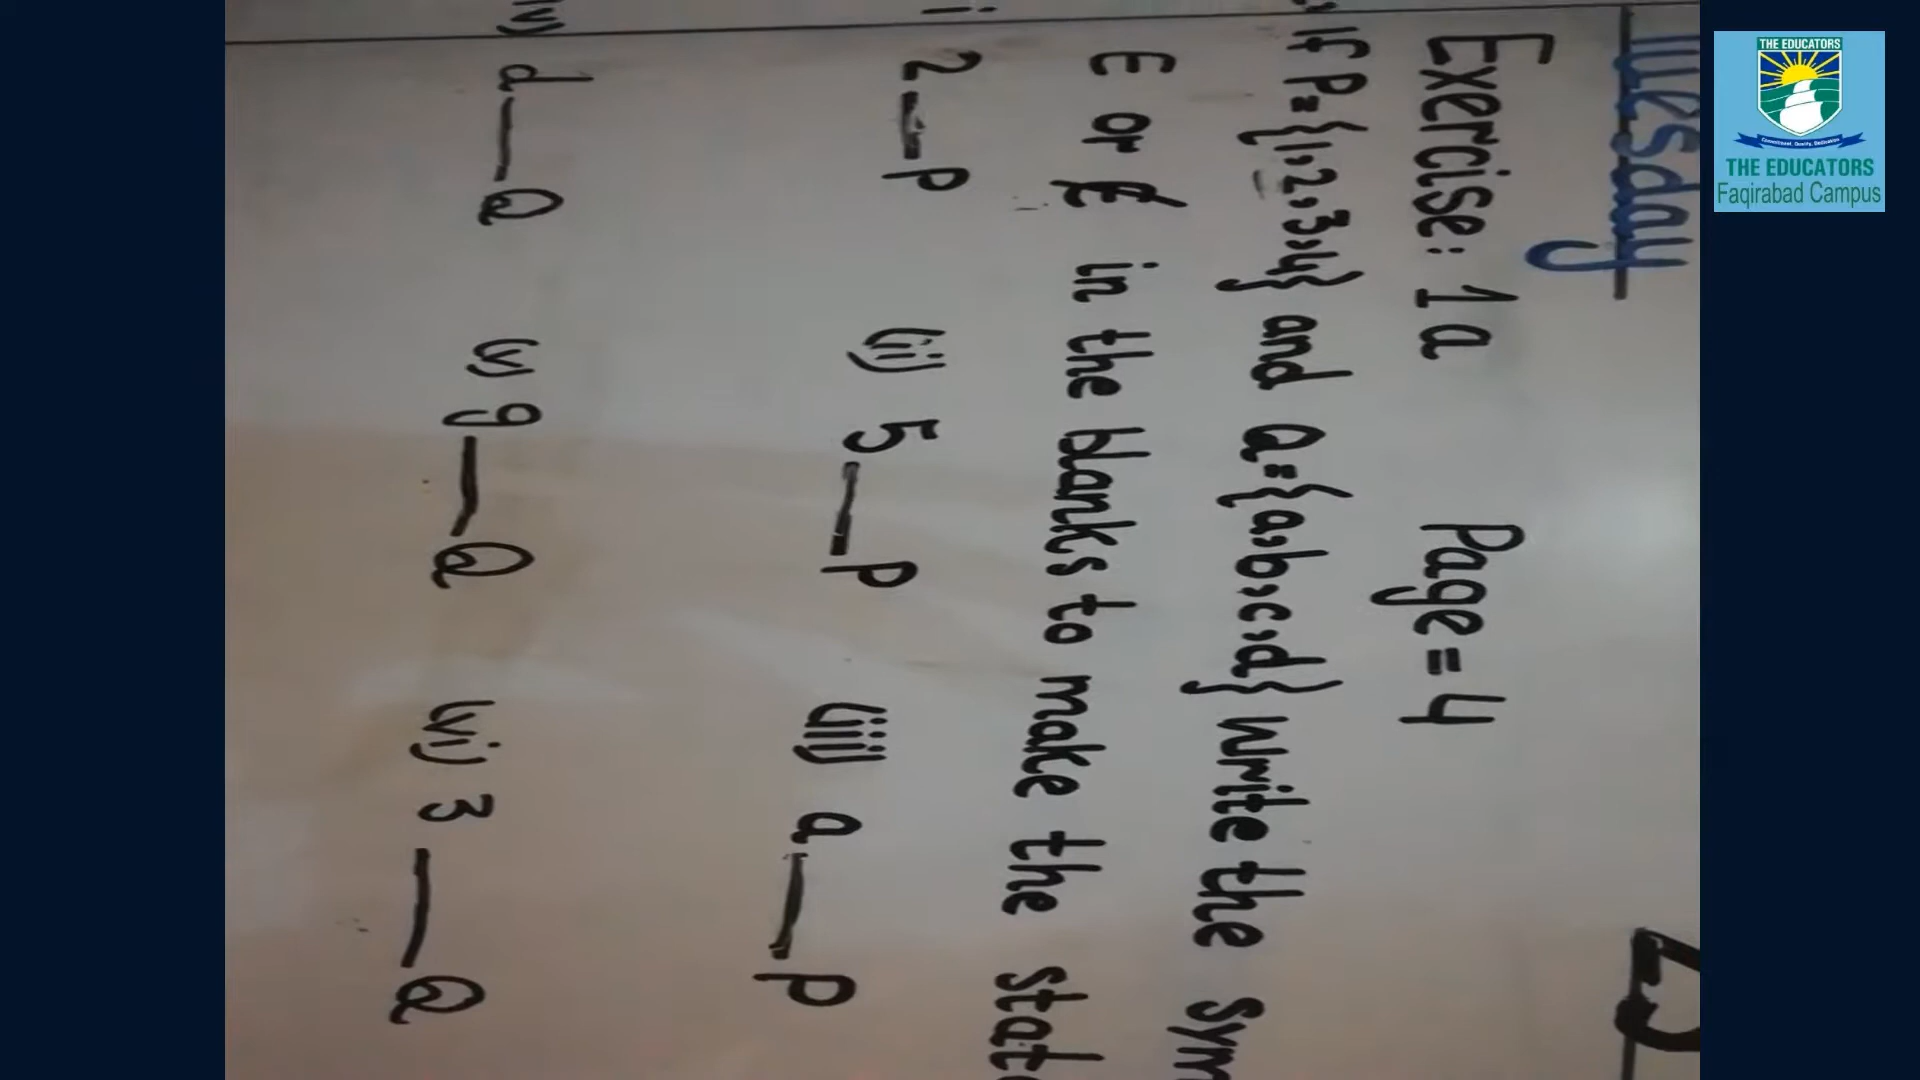 Tuesday
Exercise: 1a Page = 4
If P={1,2,3,4} and Q={a,b,c,d} write the sym
∈ or ∉ in the blanks to make the stat
i 2 __ P (ii) 5 __ P (iii) a __ P
iv) d __ Q (v) g __ Q (vi) 3 __ Q
THE EDUCATORS
THE EDUCATORS
Faqirabad Campus